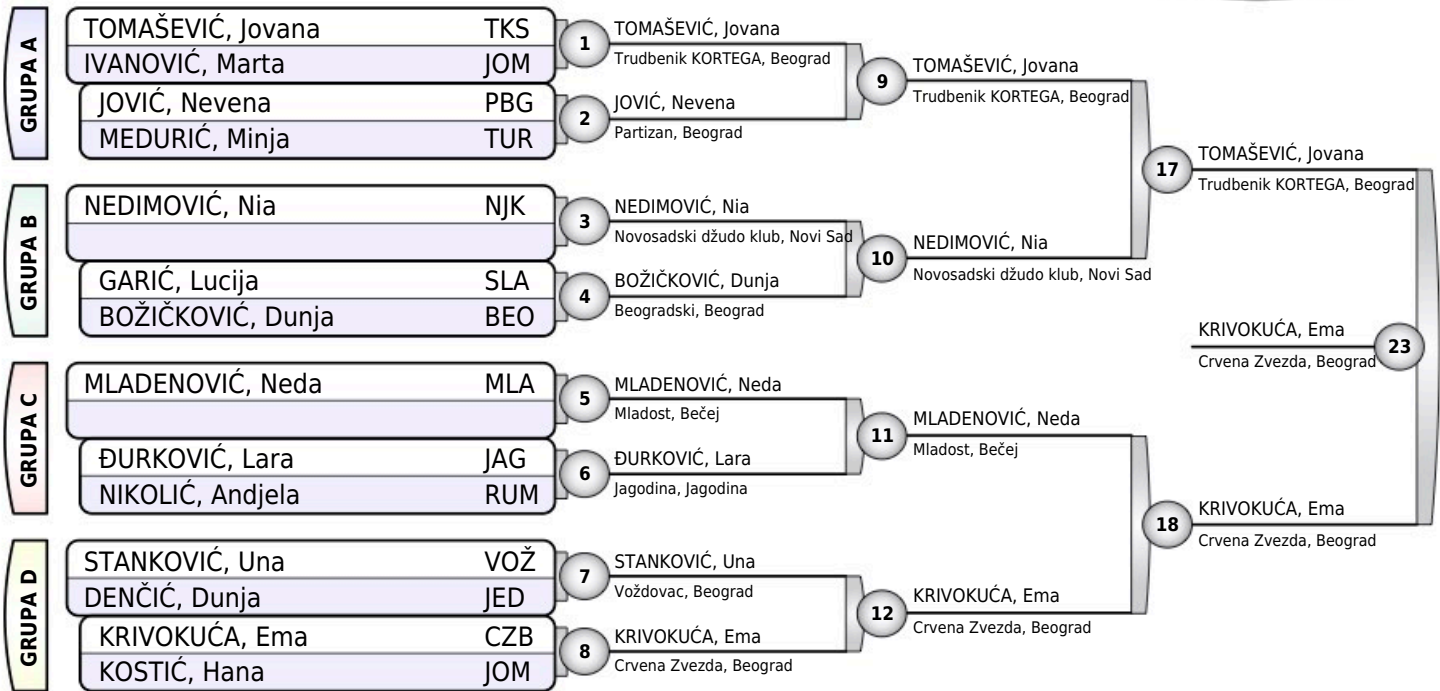 GRUPA A
TOMAŠEVIĆ, Jovana TKS
IVANOVIĆ, Marta JOM
JOVIĆ, Nevena PBG
MEDURIĆ, Minja TUR
GRUPA B
NEDIMOVIĆ, Nia NJK
GARIĆ, Lucija SLA
BOŽIČKOVIĆ, Dunja BEO
GRUPA C
MLADENOVIĆ, Neda MLA
ĐURKOVIĆ, Lara JAG
NIKOLIĆ, Andjela RUM
GRUPA D
STANKOVIĆ, Una VOŽ
DENČIĆ, Dunja JED
KRIVOKUĆA, Ema CZB
KOSTIĆ, Hana JOM
1
TOMAŠEVIĆ, Jovana
Trudbenik KORTEGA, Beograd
2
JOVIĆ, Nevena
Partizan, Beograd
3
NEDIMOVIĆ, Nia
Novosadski džudo klub, Novi Sad
4
BOŽIČKOVIĆ, Dunja
Beogradski, Beograd
5
MLADENOVIĆ, Neda
Mladost, Bečej
6
ĐURKOVIĆ, Lara
Jagodina, Jagodina
7
STANKOVIĆ, Una
Voždovac, Beograd
8
KRIVOKUĆA, Ema
Crvena Zvezda, Beograd
9
TOMAŠEVIĆ, Jovana
Trudbenik KORTEGA, Beograd
10
NEDIMOVIĆ, Nia
Novosadski džudo klub, Novi Sad
11
MLADENOVIĆ, Neda
Mladost, Bečej
12
KRIVOKUĆA, Ema
Crvena Zvezda, Beograd
17
TOMAŠEVIĆ, Jovana
Trudbenik KORTEGA, Beograd
18
KRIVOKUĆA, Ema
Crvena Zvezda, Beograd
KRIVOKUĆA, Ema
Crvena Zvezda, Beograd
23